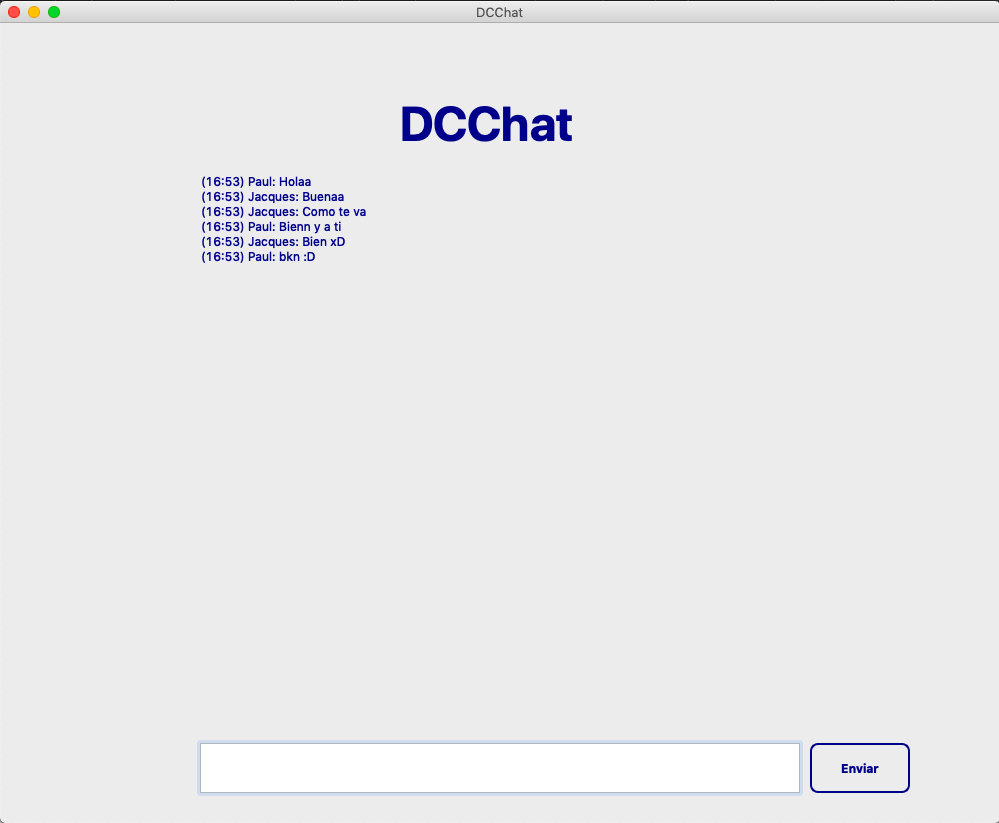 DCChat
DCChat
(16:53) Paul: Holaa
(16:53) Jacques: Buenaa
(16:53) Jacques: Como te va
(16:53) Paul: Bienn y a ti
(16:53) Jacques: Bien xD
(16:53) Paul: bkn :D
Enviar